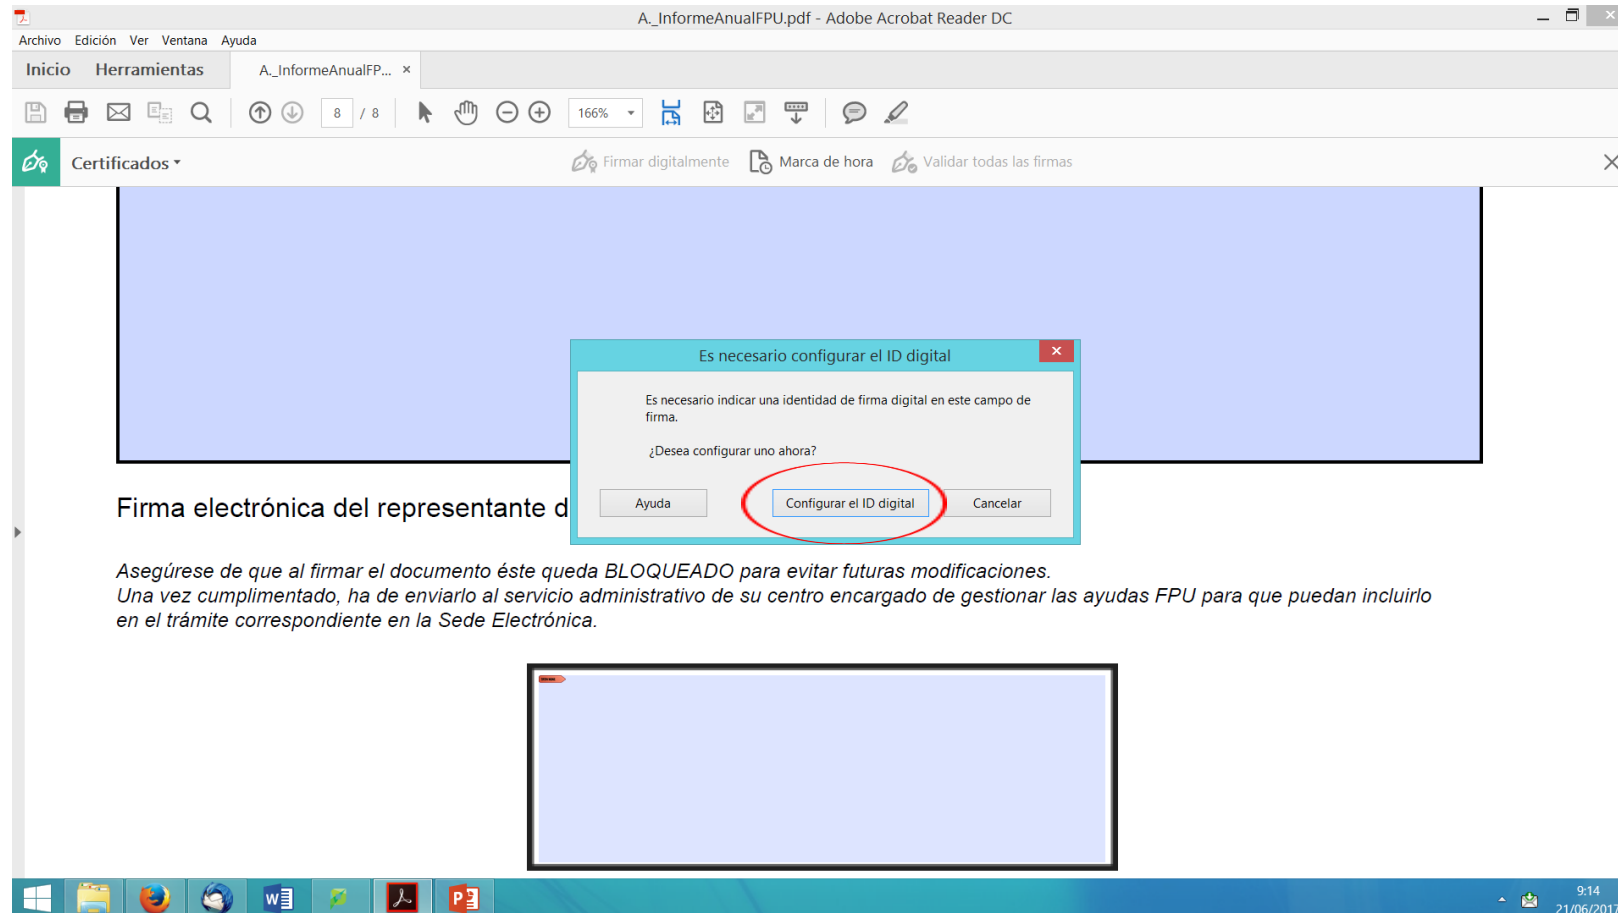 A._InformeAnualFPU.pdf - Adobe Acrobat Reader DC
Archivo Edición Ver Ventana Ayuda
Inicio Herramientas A._InformeAnualFP... ×
8 / 8 166%
Certificados Firmar digitalmente Marca de hora Validar todas las firmas
Es necesario configurar el ID digital
Es necesario indicar una identidad de firma digital en este campo de
firma.
¿Desea configurar uno ahora?
Ayuda Configurar el ID digital Cancelar
Firma electrónica del representante d
Asegúrese de que al firmar el documento éste queda BLOQUEADO para evitar futuras modificaciones.
Una vez cumplimentado, ha de enviarlo al servicio administrativo de su centro encargado de gestionar las ayudas FPU para que puedan incluirlo
en el trámite correspondiente en la Sede Electrónica.
9:14
21/06/2017